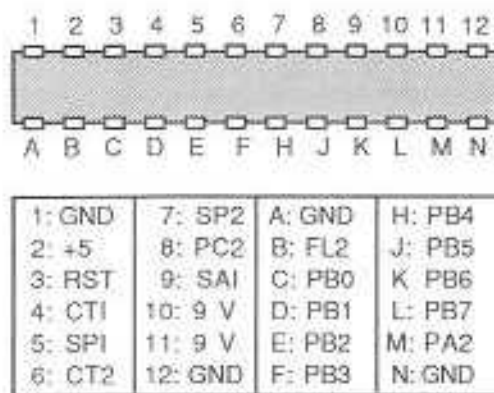 1 2 3 4 5 6 7 8 9 10 11 12
A B C D E F H J K L M N
1: GND 7: SP2 A: GND H: PB4
2: +5 8: PC2 B: FL2 J: PB5
3: RST 9: SAI C: PB0 K PB6
4: CTI 10: 9 V D: PB1 L: PB7
5: SPI 11: 9 V E: PB2 M: PA2
6: CT2 12: GND F: PB3 N: GND